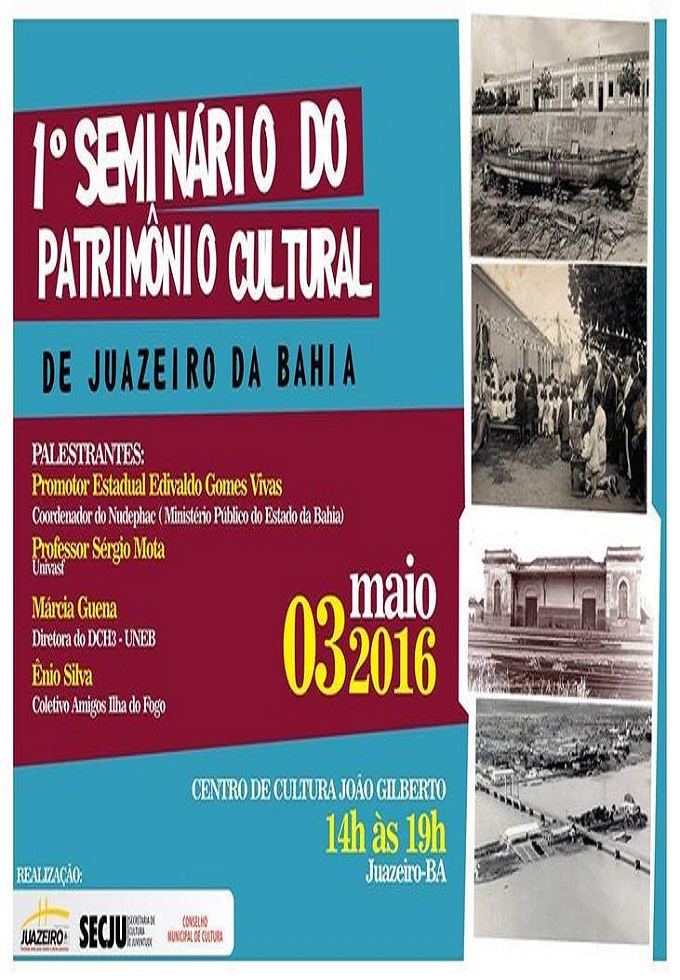 1º SEMINÁRIO DO
PATRIMÔNIO CULTURAL
DE JUAZEIRO DA BAHIA
PALESTRANTES:
Promotor Estadual Edivaldo Gomes Vivas
Coordenador do Nudephac ( Ministério Público do Estado da Bahia)
Professor Sérgio Mota
Univasf
Márcia Guena
Diretora do DCH3 - UNEB
Ênio Silva
Coletivo Amigos Ilha do Fogo
03 maio
2016
CENTRO DE CULTURA JOÃO GILBERTO
14h às 19h
Juazeiro-BA
REALIZAÇÃO:
JUAZEIRO
SECJU
SECRETARIA DE
CULTURA
E JUVENTUDE
CONSELHO
MUNICIPAL DE CULTURA